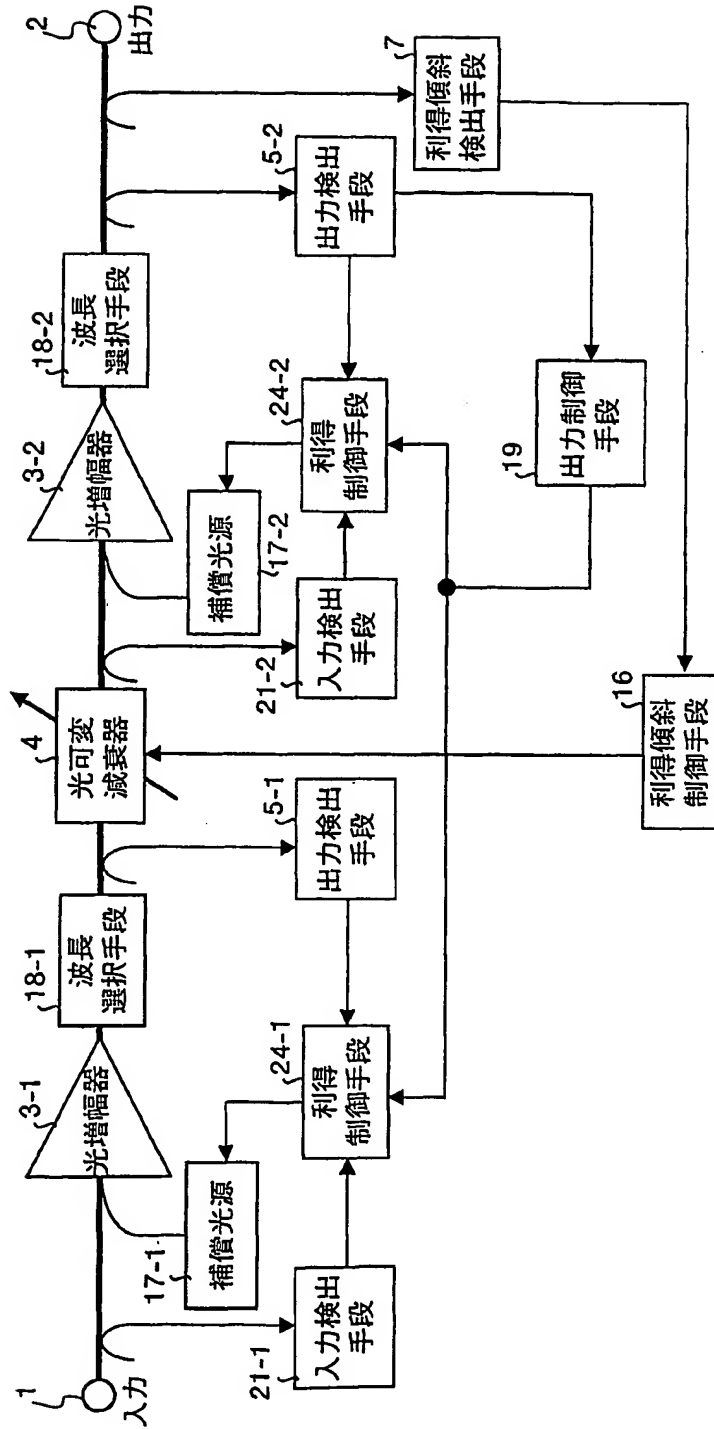 1
入力
21-1
入力検出
手段
17-1
補償光源
3-1
光増幅器
24-1
利得
制御手段
18-1
波長
選択手段
5-1
出力検出
手段
4
光可変
減衰器
21-2
入力検出
手段
17-2
補償光源
3-2
光増幅器
24-2
利得
制御手段
18-2
波長
選択手段
5-2
出力検出
手段
19
出力制御
手段
16
利得傾斜
制御手段
7
利得傾斜
検出手段
2
出力